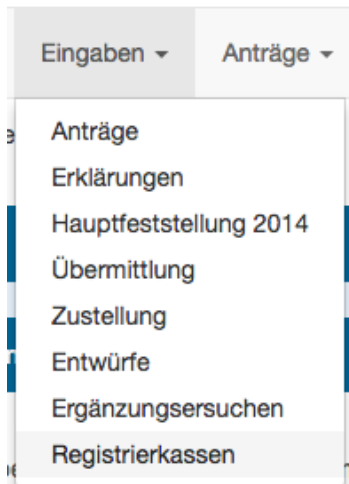 Eingaben Anträge
Anträge
Erklärungen
Hauptfeststellung 2014
Übermittlung
Zustellung
Entwürfe
Ergänzungsersuchen
Registrierkassen